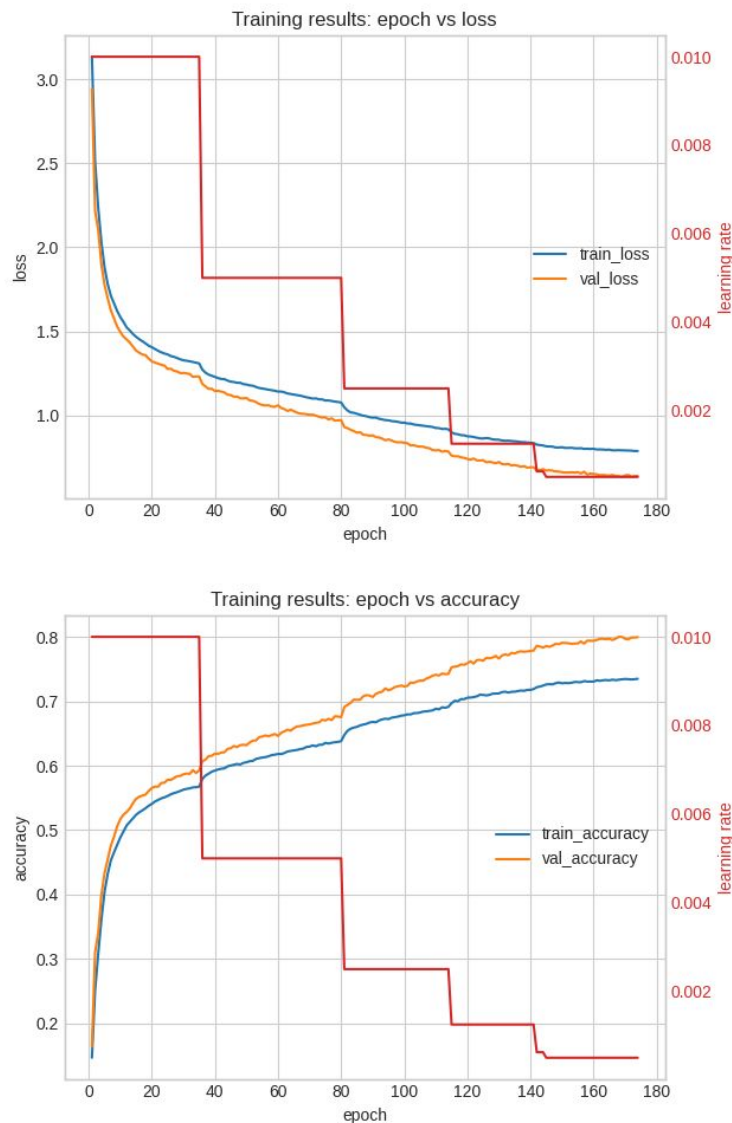 Training results: epoch vs loss
3.0
2.5
2.0
1.5
1.0
loss
0.010
0.008
0.006
0.004
0.002
learning rate
train_loss
val_loss
0 20 40 60 80 100 120 140 160 180
epoch
Training results: epoch vs accuracy
0.8
0.7
0.6
0.5
0.4
0.3
0.2
accuracy
0.010
0.008
0.006
0.004
0.002
learning rate
train_accuracy
val_accuracy
0 20 40 60 80 100 120 140 160 180
epoch